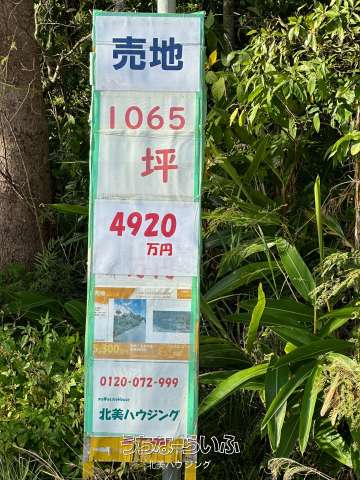 売地
1065
坪
4920
万円
0120-072-999
北美ハウジング
うちなーらいふ
北美ハウジング